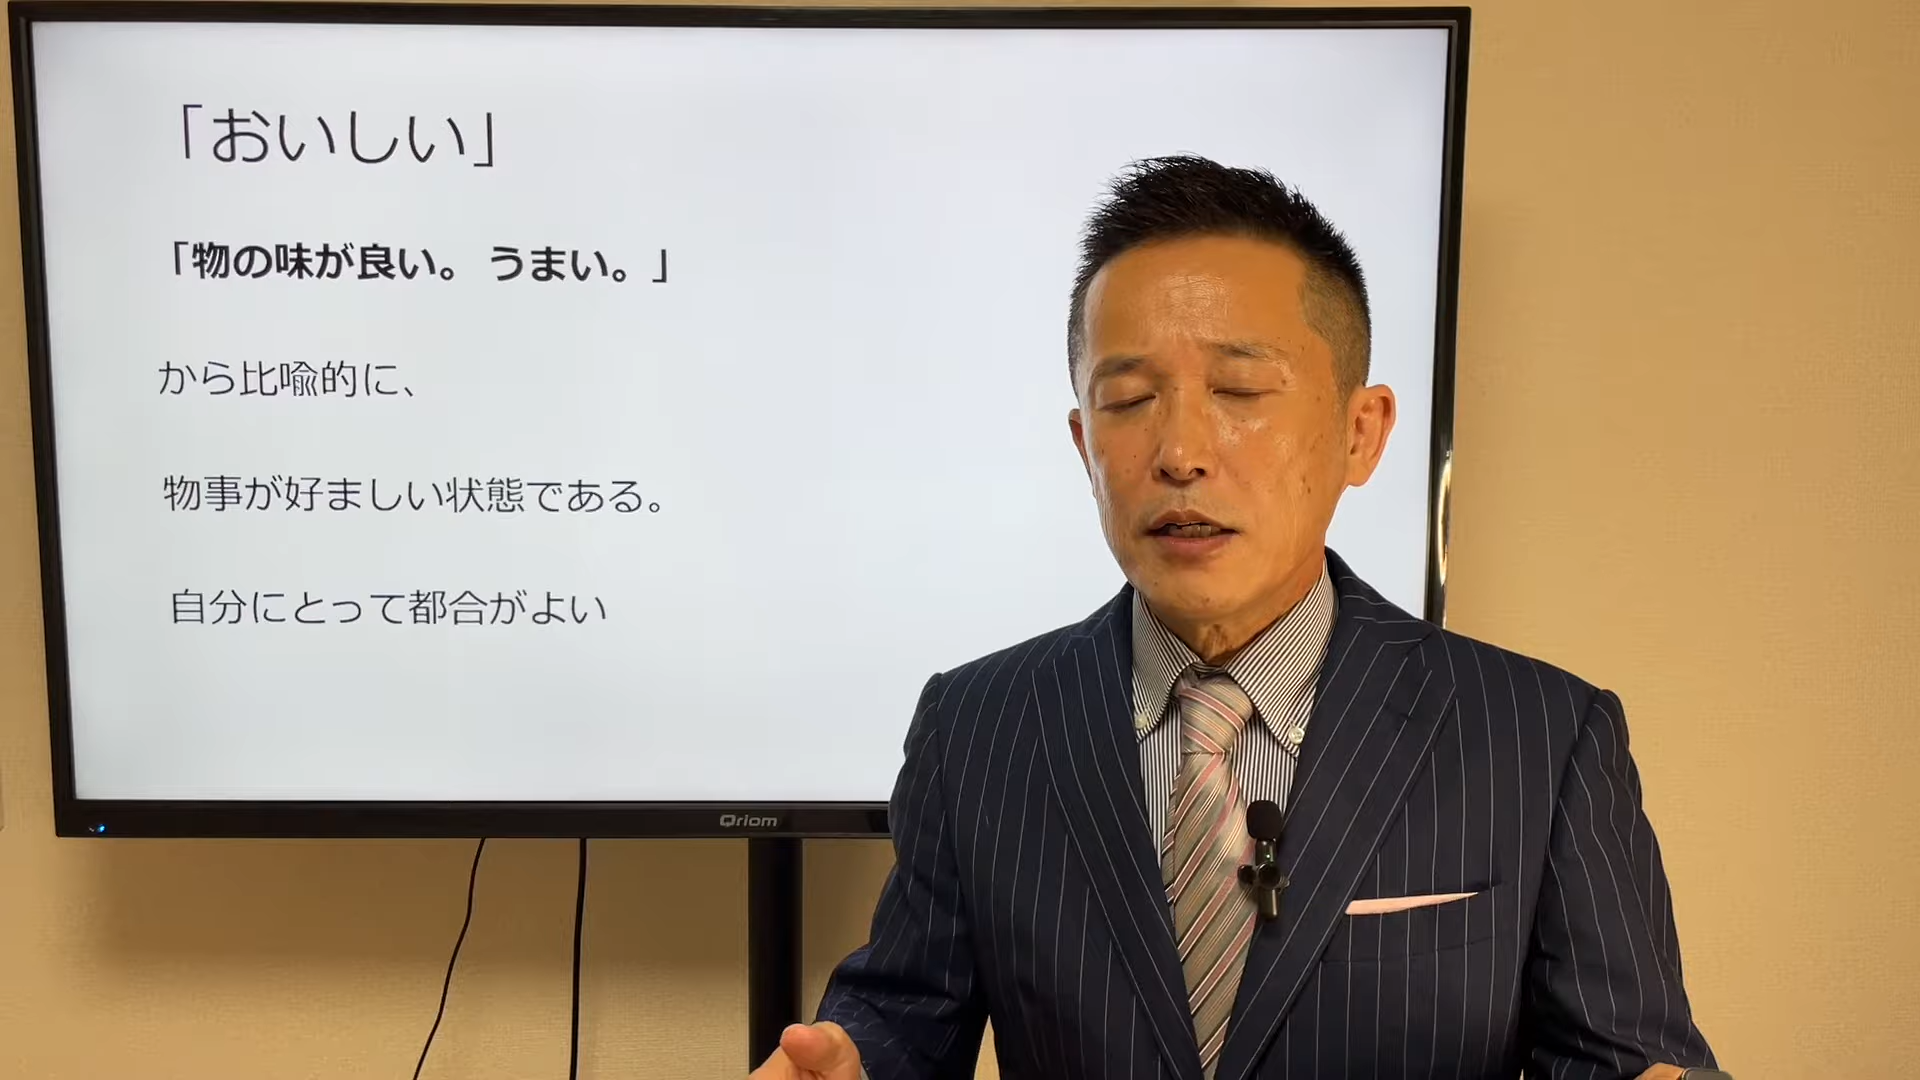 「おいしい」
「物の味が良い。 うまい。」
から比喩的に、
物事が好ましい状態である。
自分にとって都合がよい
Qriom